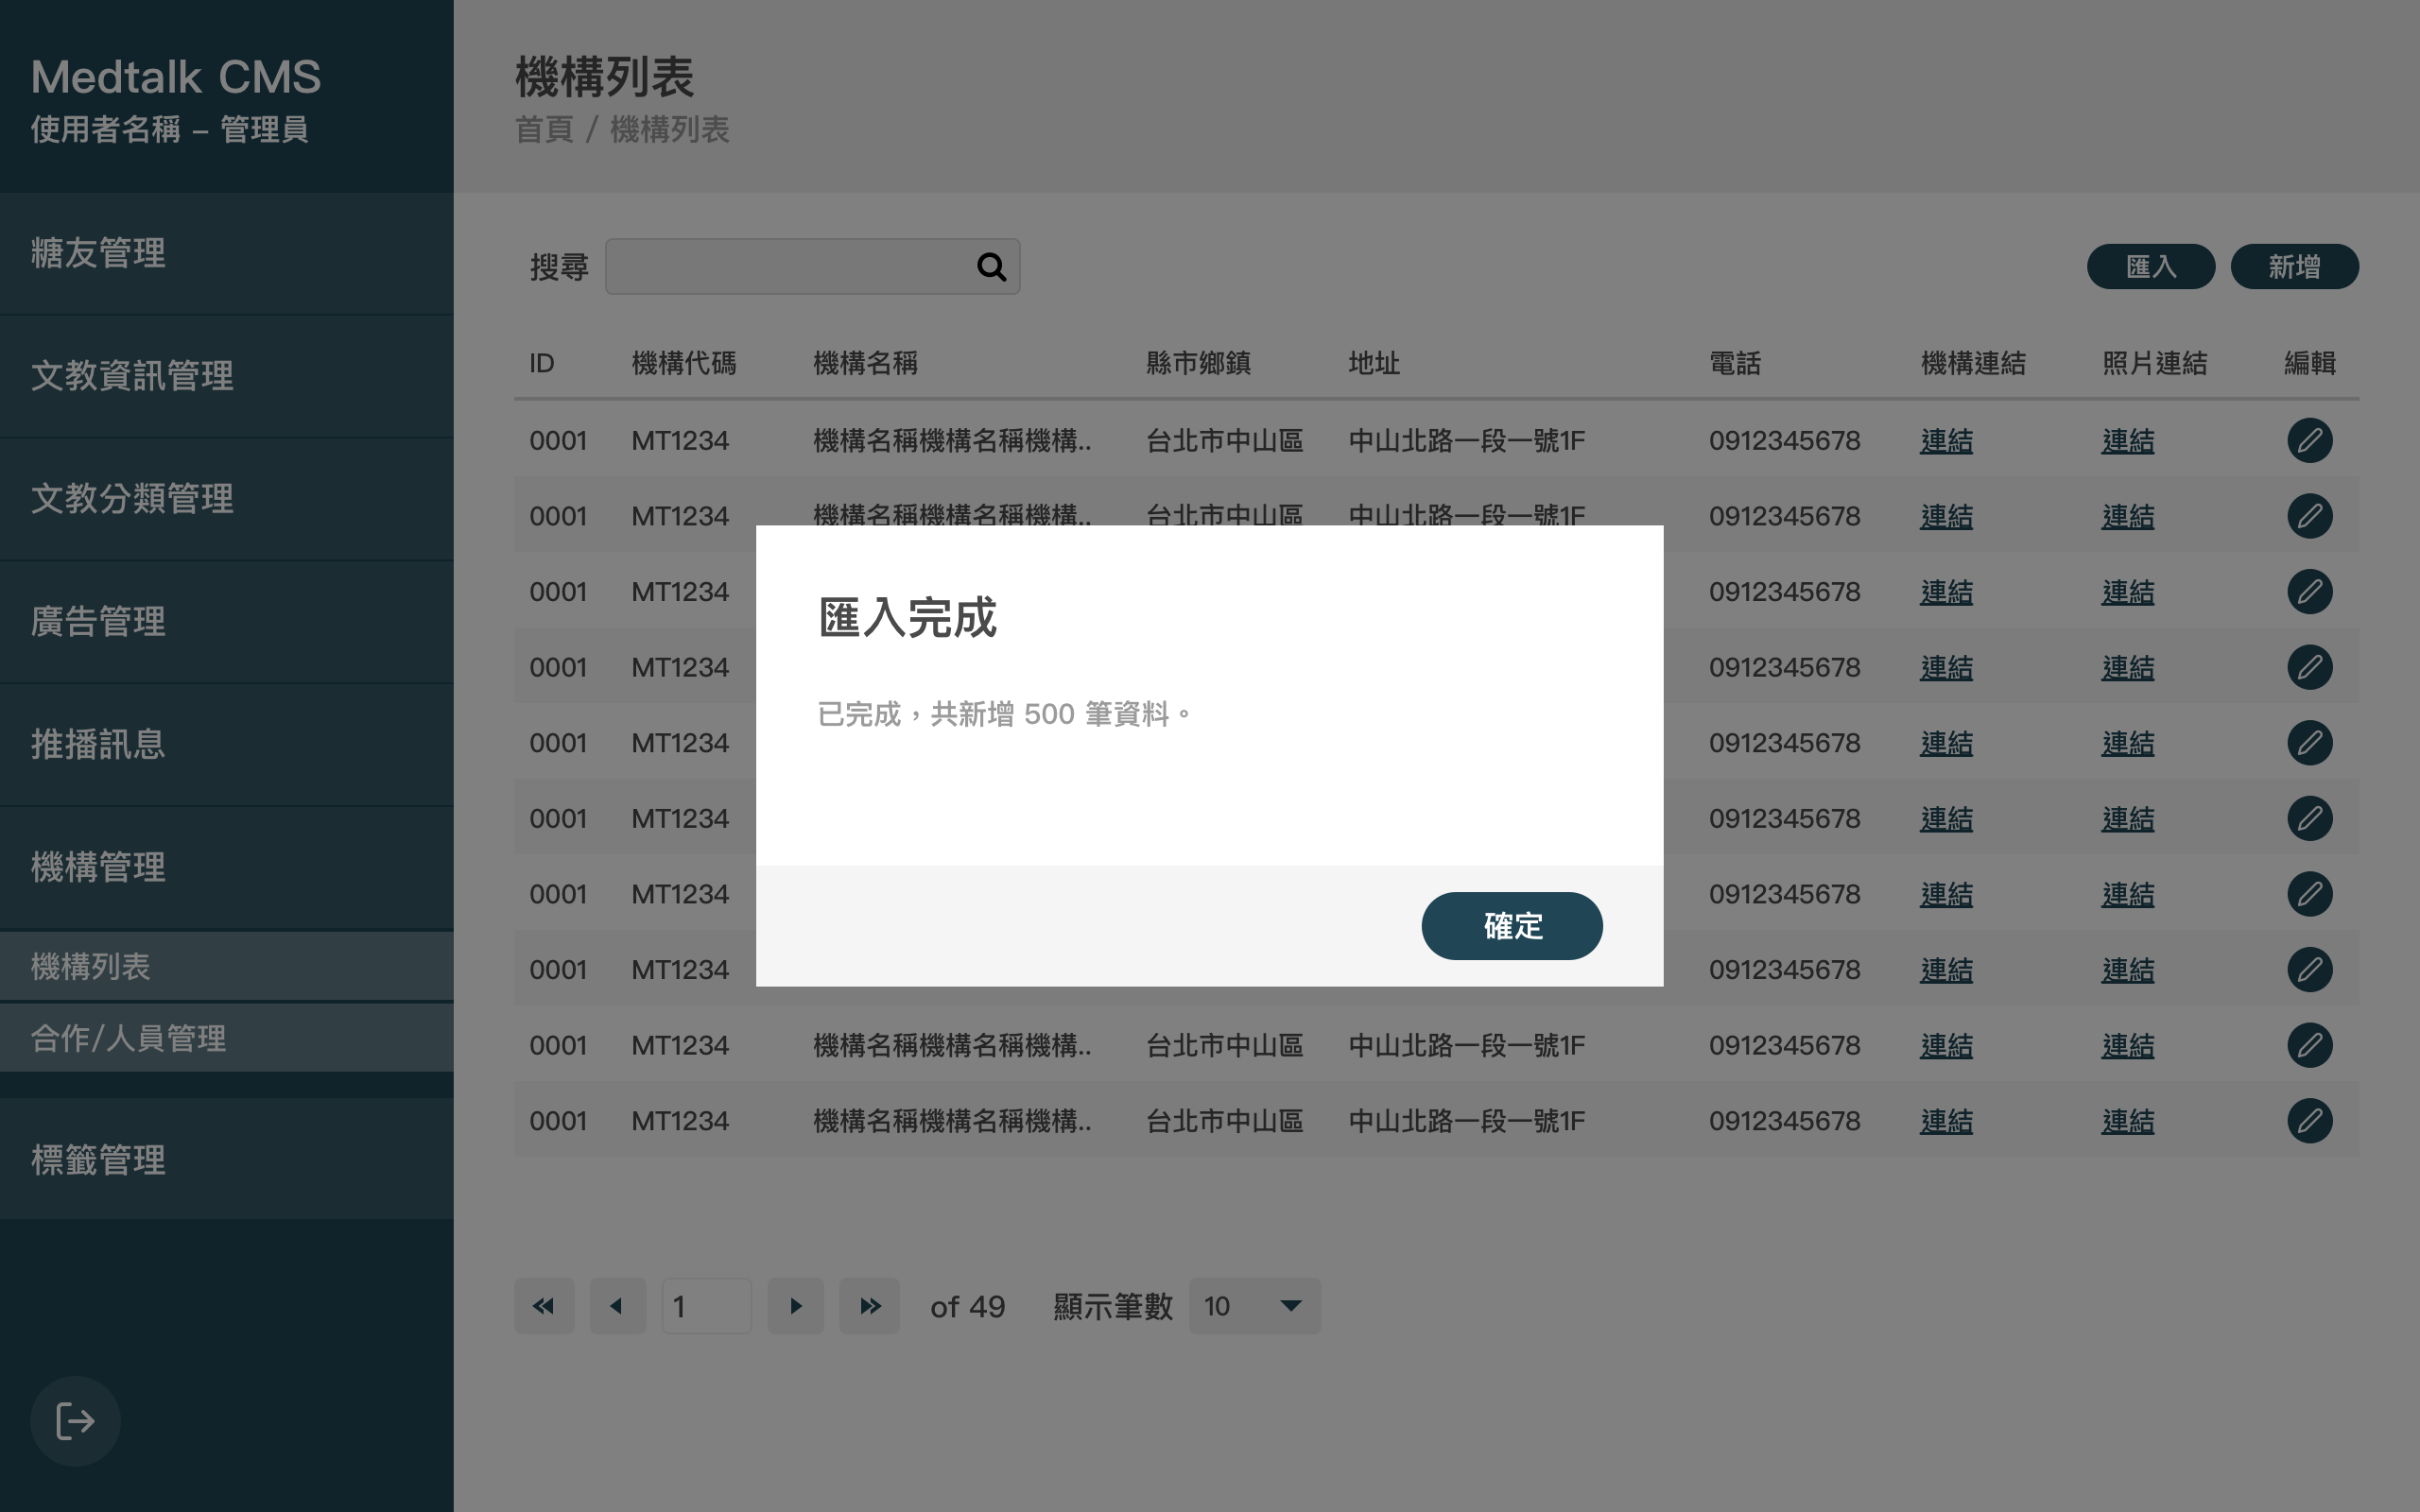 Medtalk CMS
使用者名稱 – 管理員
糖友管理
文教資訊管理
文教分類管理
廣告管理
推播訊息
機構管理
機構列表
合作/人員管理
標籤管理
機構列表
首頁 / 機構列表
搜尋
匯入 新增
ID 機構代碼 機構名稱 縣市鄉鎮 地址 電話 機構連結 照片連結 編輯
0001 MT1234 機構名稱機構名稱機構.. 台北市中山區 中山北路一段一號1F 0912345678 連結 連結
0001 MT1234 機構名稱機構名稱機構.. 台北市中山區 中山北路一段一號1F 0912345678 連結 連結
0001 MT1234 0912345678 連結 連結
0001 MT1234 0912345678 連結 連結
0001 MT1234 0912345678 連結 連結
0001 MT1234 0912345678 連結 連結
0001 MT1234 0912345678 連結 連結
0001 MT1234 0912345678 連結 連結
0001 MT1234 機構名稱機構名稱機構.. 台北市中山區 中山北路一段一號1F 0912345678 連結 連結
0001 MT1234 機構名稱機構名稱機構.. 台北市中山區 中山北路一段一號1F 0912345678 連結 連結
匯入完成
已完成，共新增 500 筆資料。
確定
1 of 49 顯示筆數 10